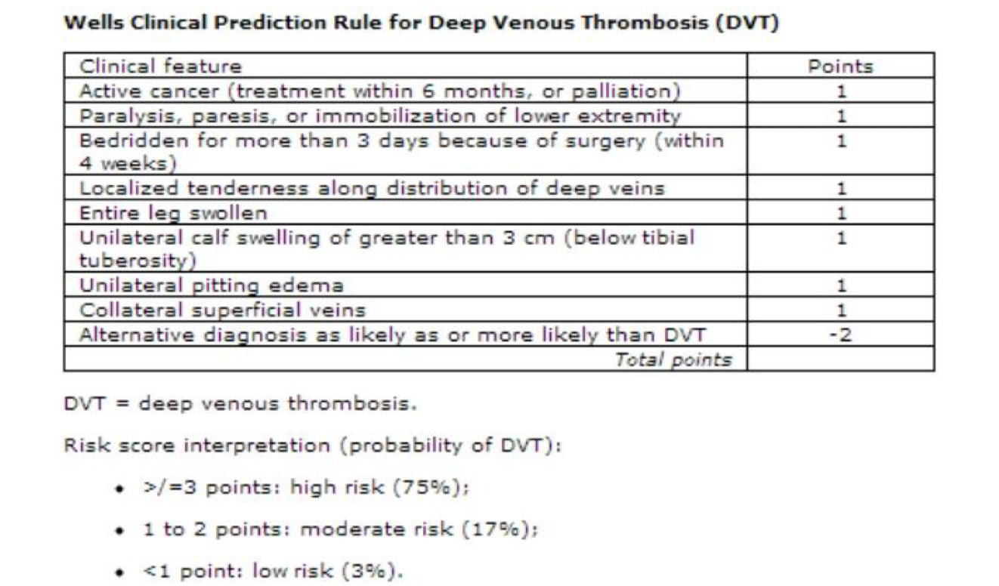 Wells Clinical Prediction Rule for Deep Venous Thrombosis (DVT)
Clinical feature Points
Active cancer (treatment within 6 months, or palliation) 1
Paralysis, paresis, or immobilization of lower extremity 1
Bedridden for more than 3 days because of surgery (within 1
4 weeks)
Localized tenderness along distribution of deep veins 1
Entire leg swollen 1
Unilateral calf swelling of greater than 3 cm (below tibial 1
tuberosity)
Unilateral pitting edema 1
Collateral superficial veins 1
Alternative diagnosis as likely as or more likely than DVT -2
Total points
DVT = deep venous thrombosis.
Risk score interpretation (probability of DVT):
• >/=3 points: high risk (75%);
• 1 to 2 points: moderate risk (17%);
• <1 point: low risk (3%).